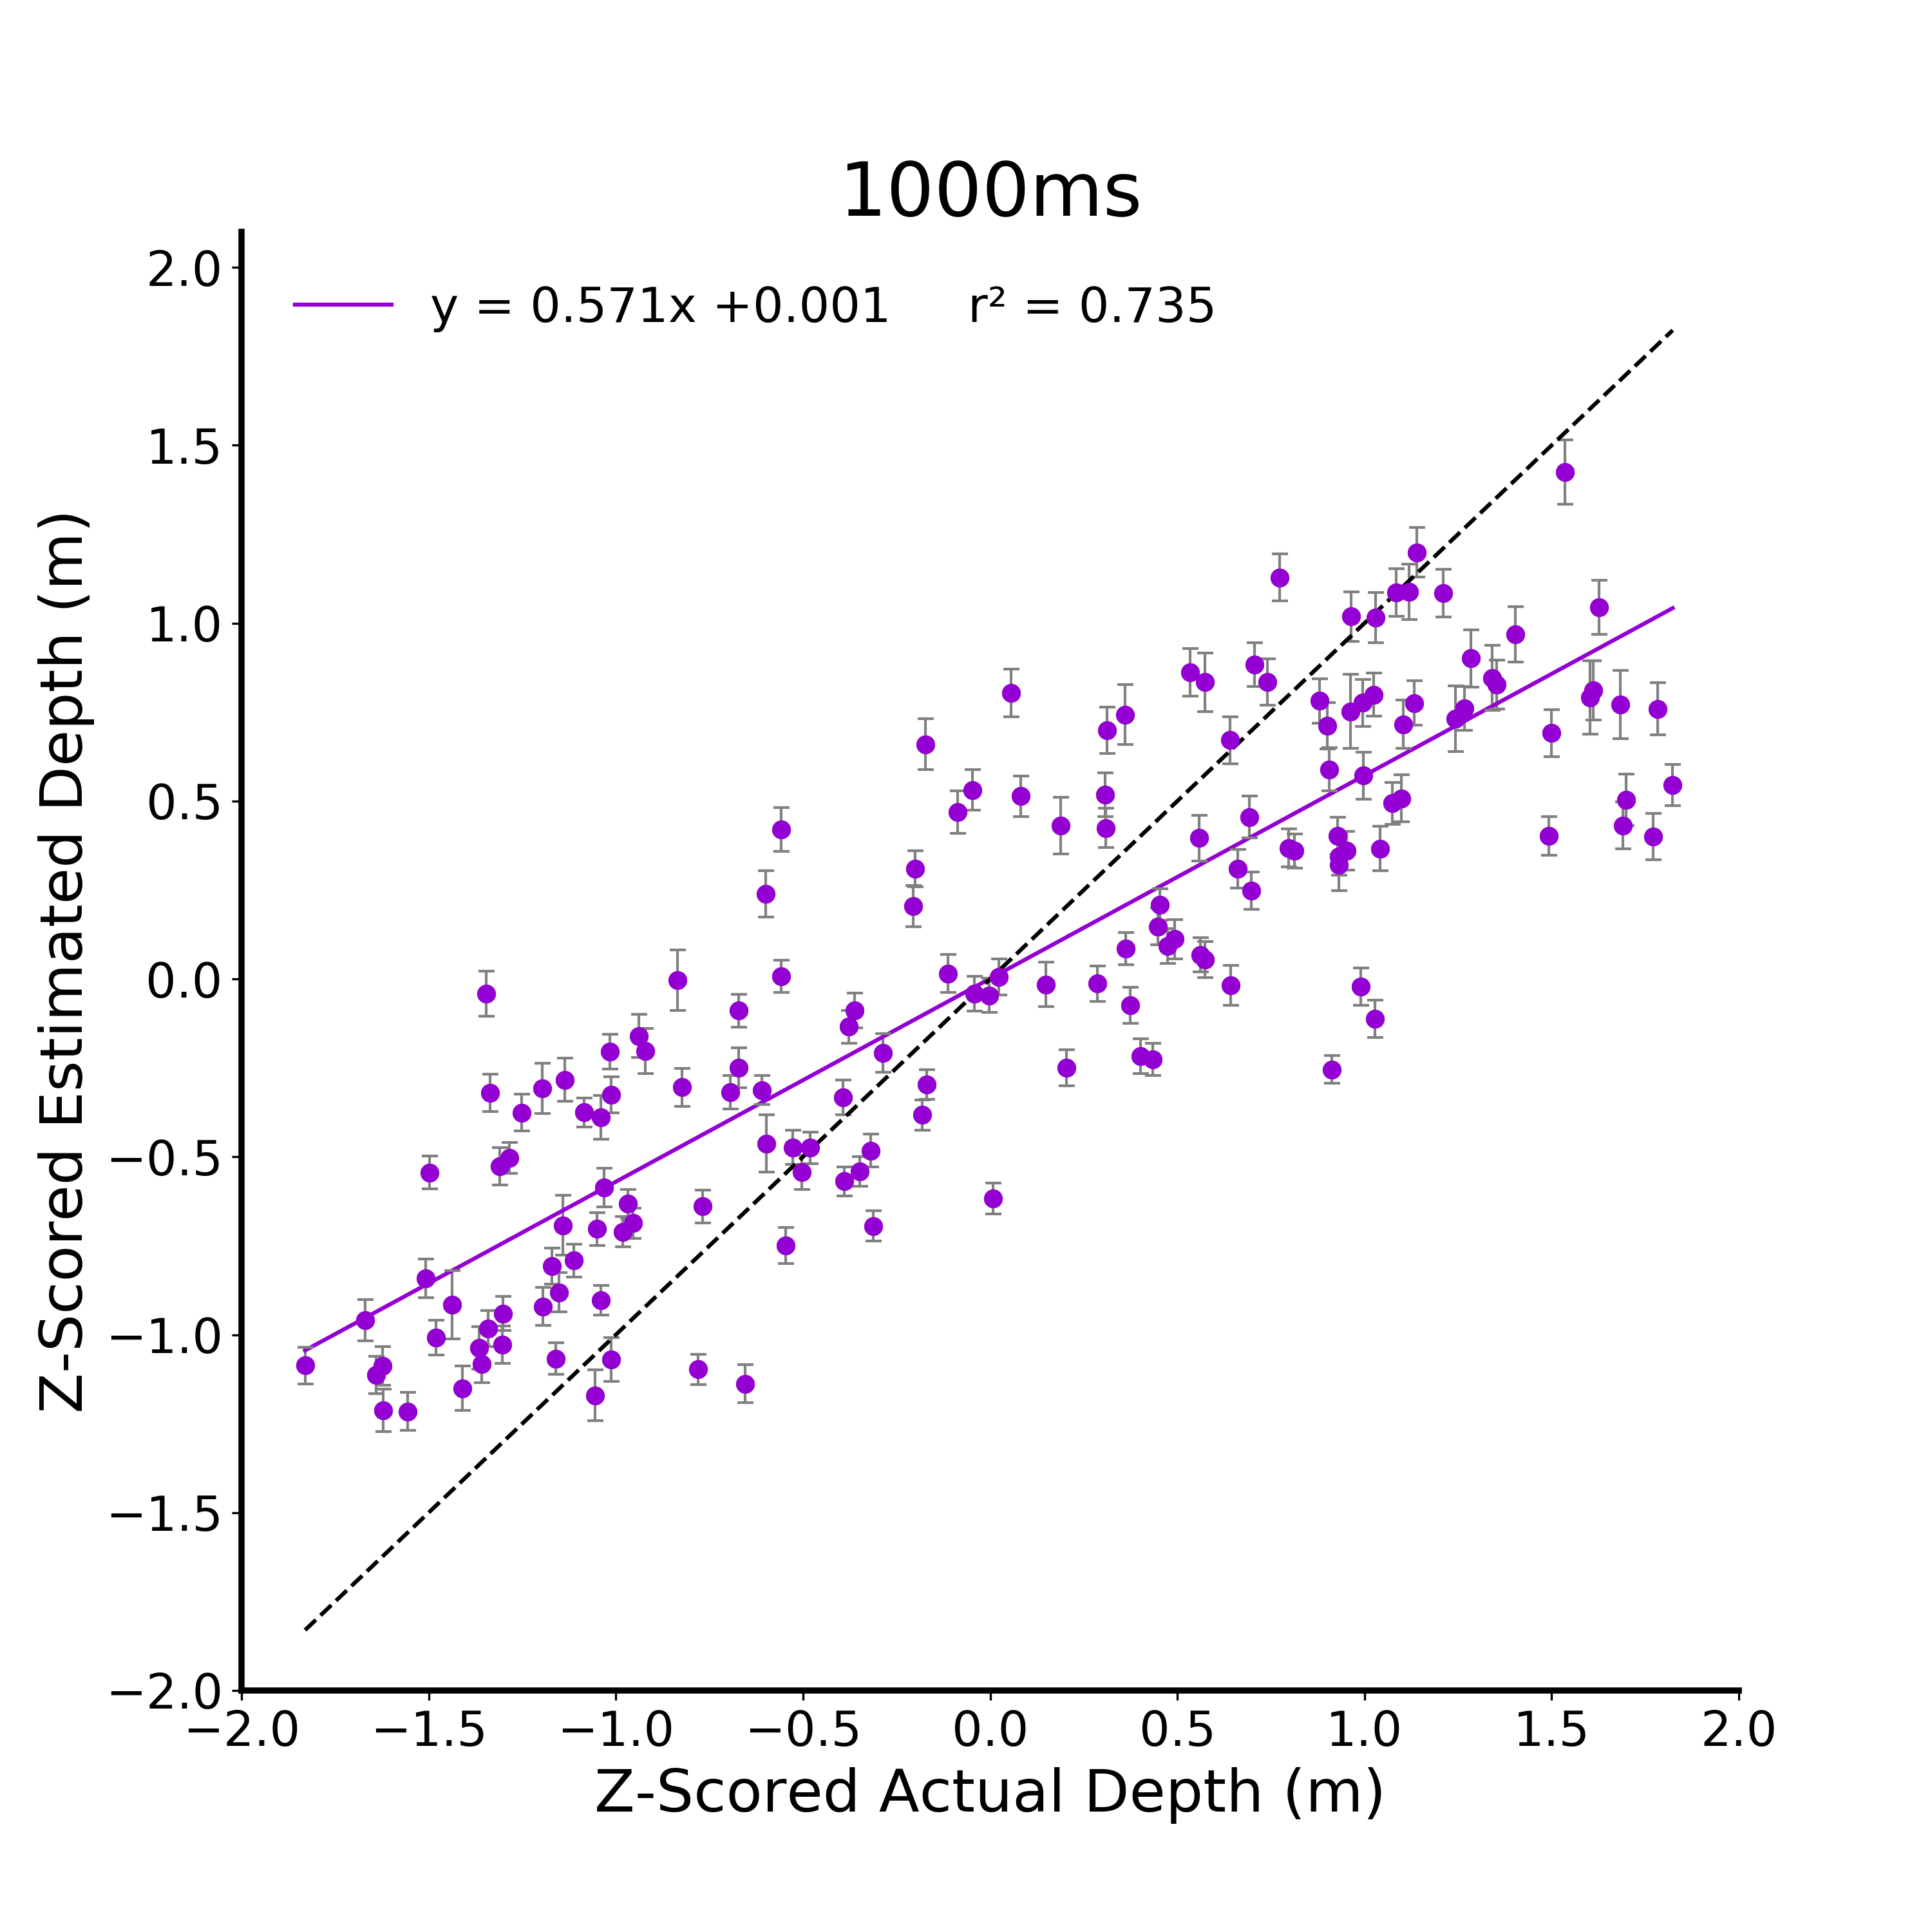 1000ms
y = 0.571x +0.001 r² = 0.735
Z-Scored Estimated Depth (m)
2.0
1.5
1.0
0.5
0.0
−0.5
−1.0
−1.5
−2.0
−2.0 −1.5 −1.0 −0.5 0.0 0.5 1.0 1.5 2.0
Z-Scored Actual Depth (m)